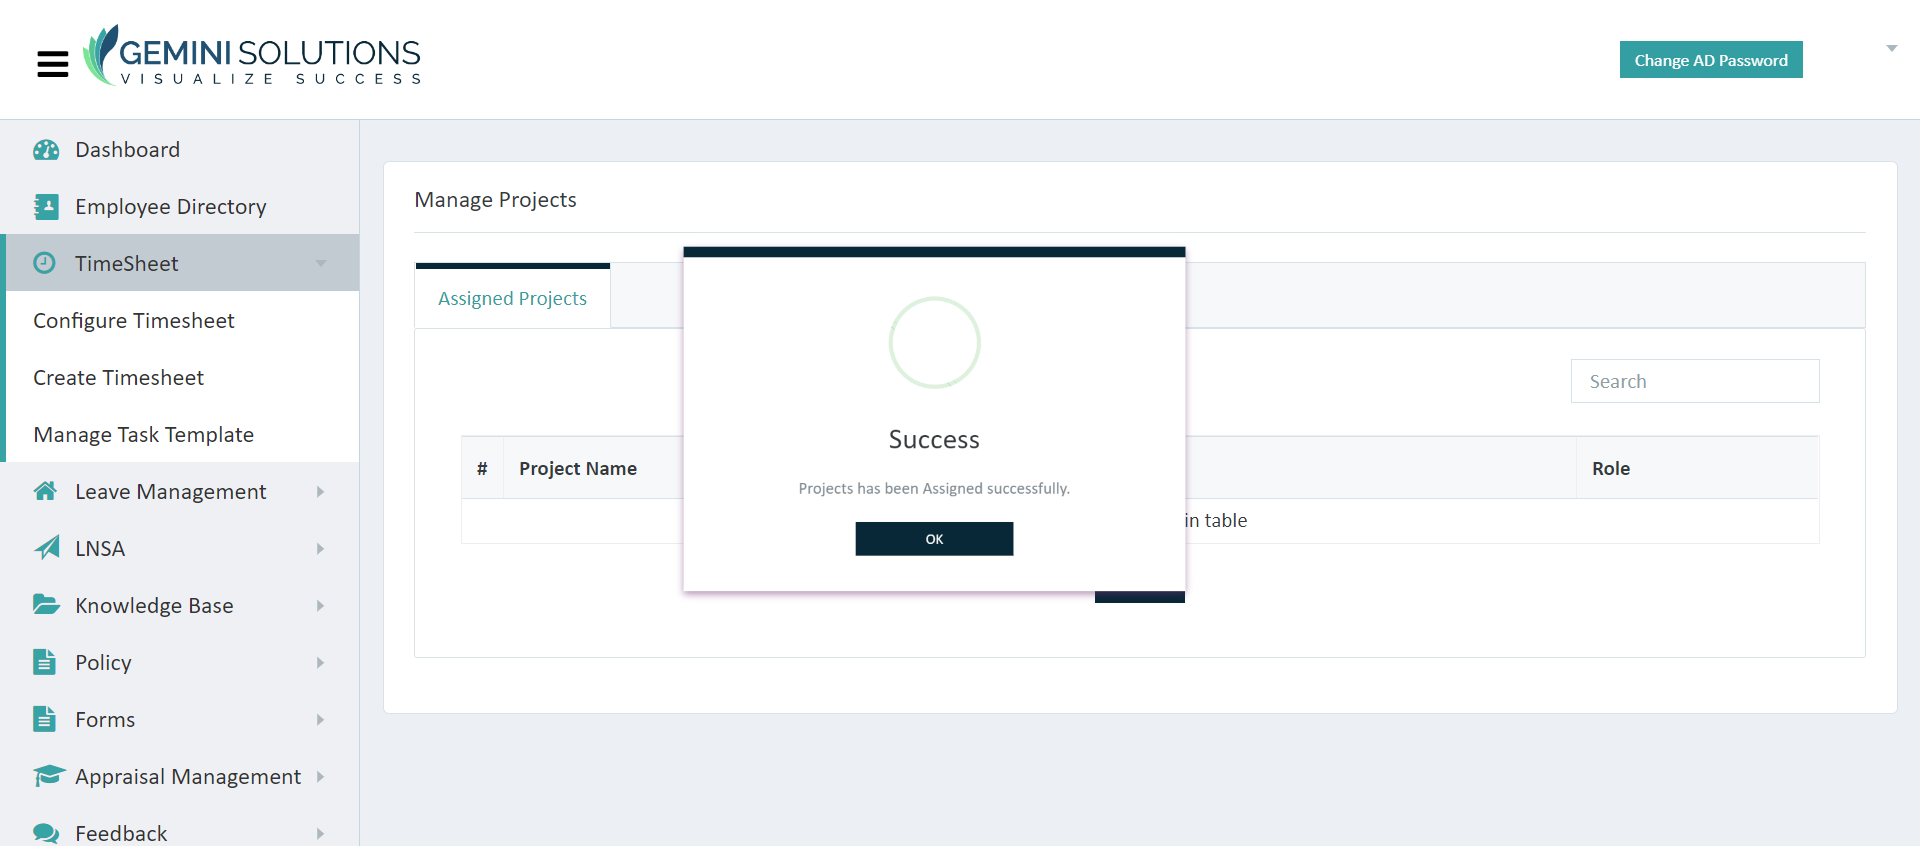 GEMINI SOLUTIONS
VISUALIZE SUCCESS
Change AD Password
Dashboard
Employee Directory
TimeSheet
Configure Timesheet
Create Timesheet
Manage Task Template
Leave Management
LNSA
Knowledge Base
Policy
Forms
Appraisal Management
Feedback
Manage Projects
Assigned Projects
Search
# Project Name Role
in table
Success
Projects has been Assigned successfully.
OK